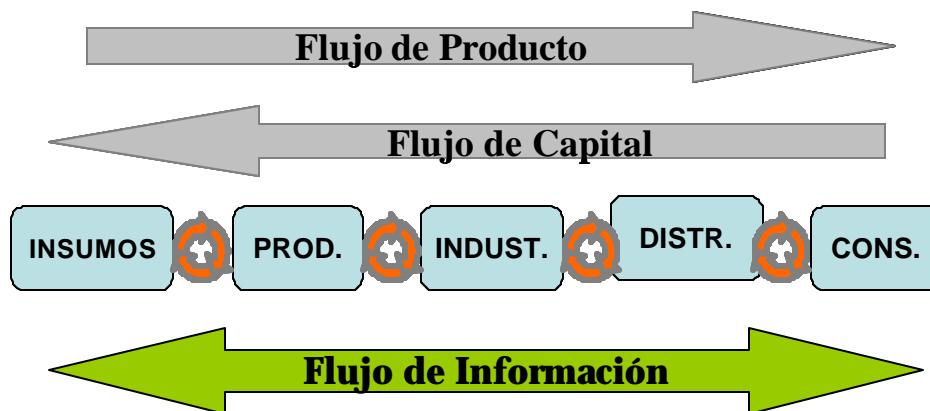 Flujo de Producto
Flujo de Capital
INSUMOS PROD. INDUST. DISTR. CONS.
Flujo de Información